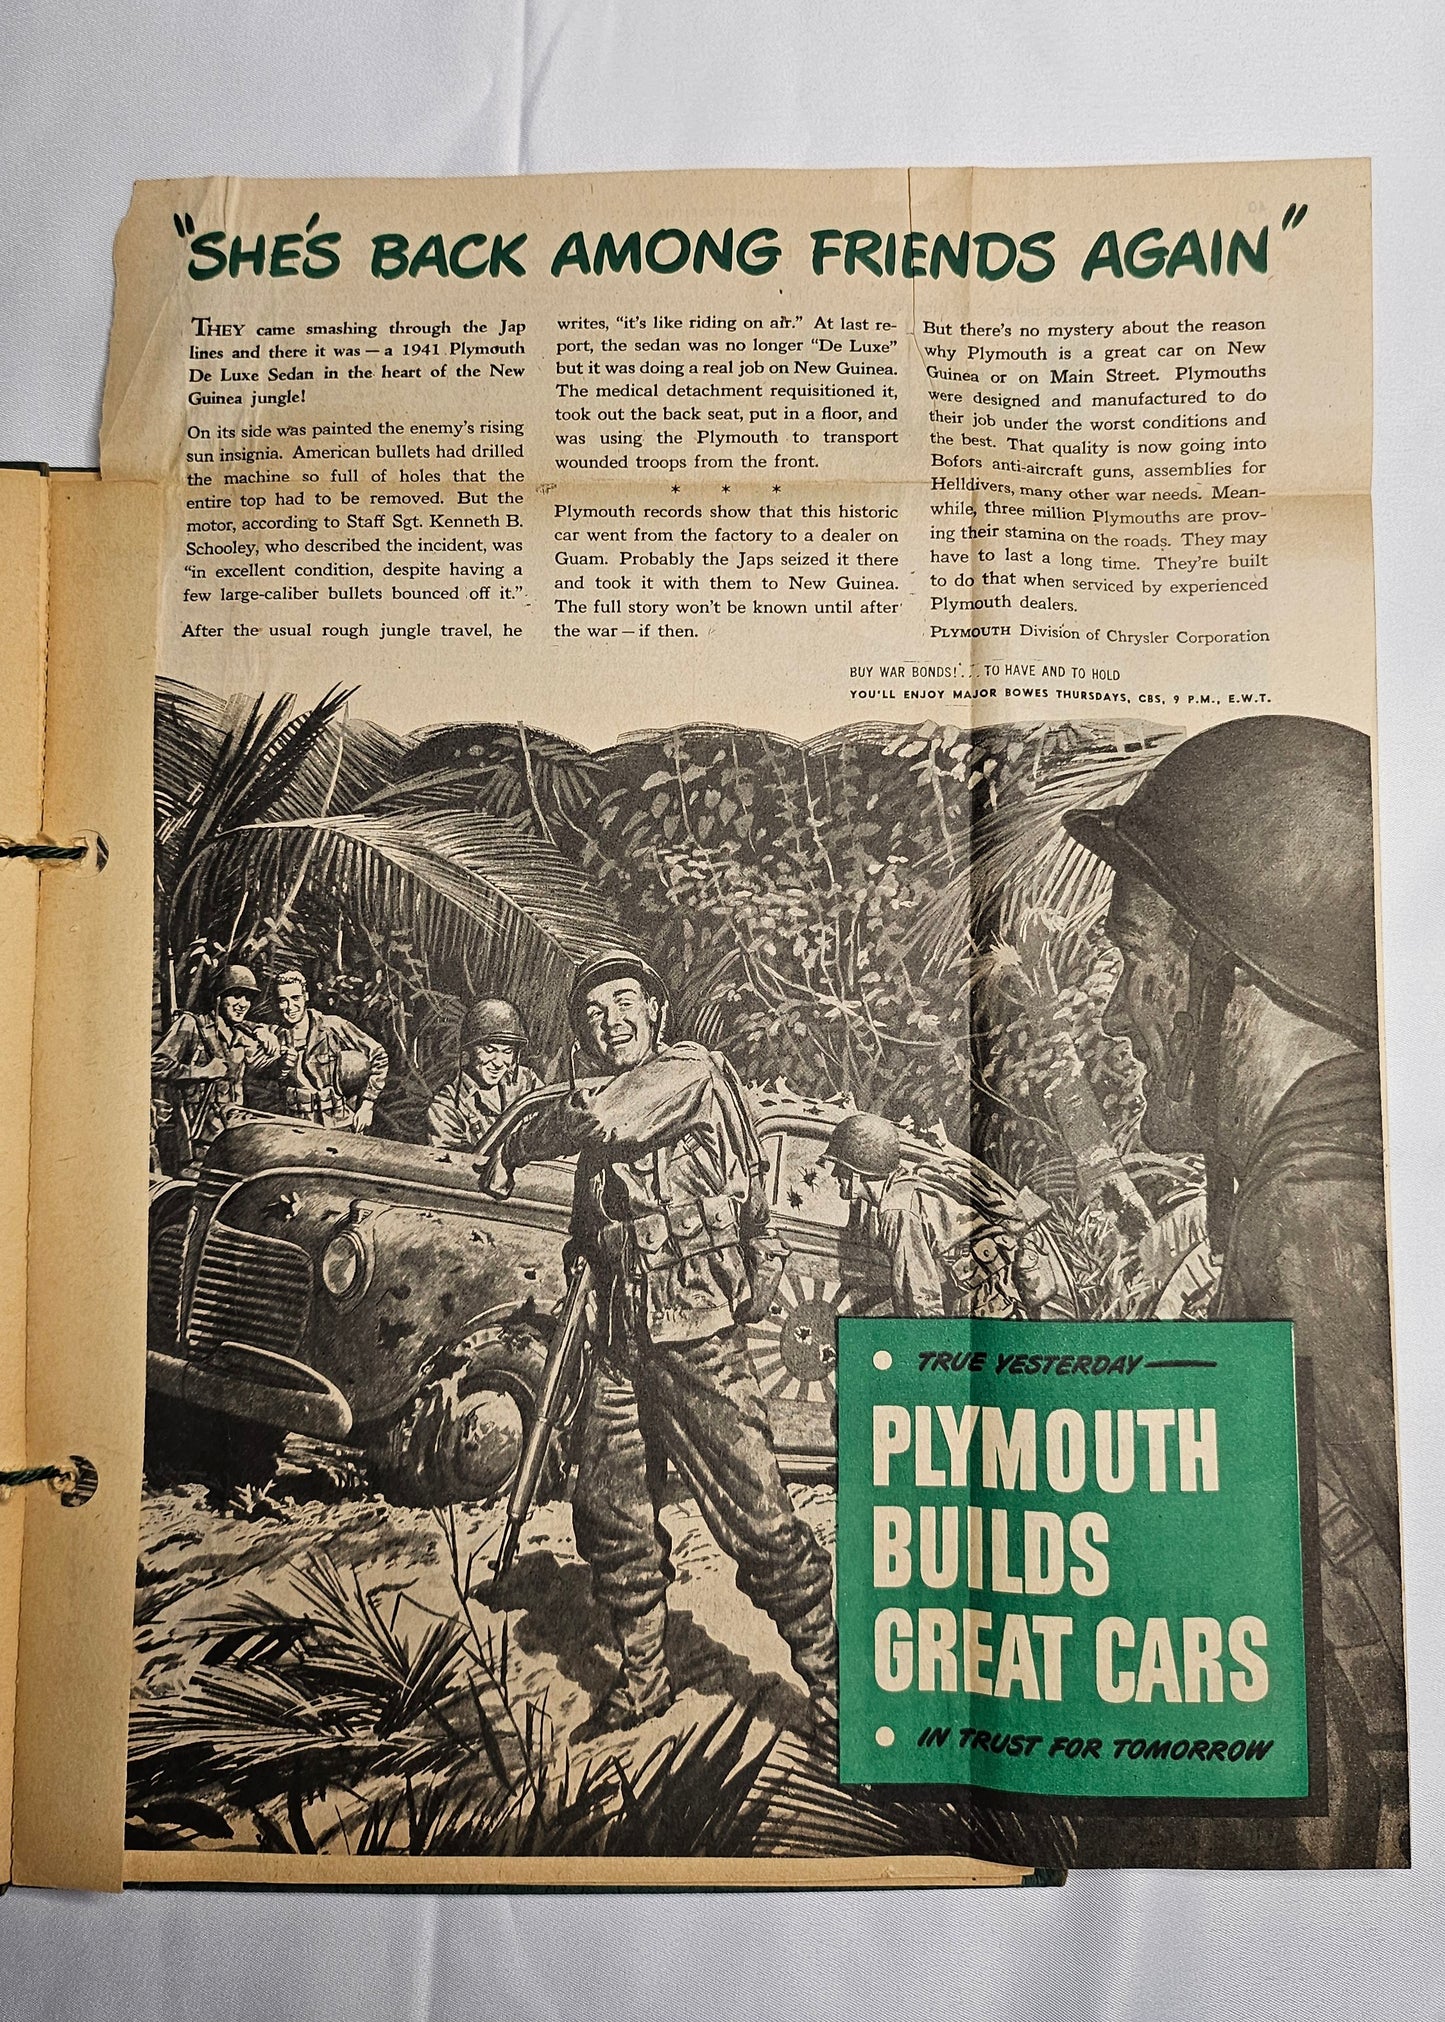 "SHE'S BACK AMONG FRIENDS AGAIN"
THEY came smashing through the Jap
lines and there it was — a 1941 Plymouth
De Luxe Sedan in the heart of the New
Guinea jungle!
On its side was painted the enemy's rising
sun insignia. American bullets had drilled
the machine so full of holes that the
entire top had to be removed. But the
motor, according to Staff Sgt. Kenneth B.
Schooley, who described the incident, was
"in excellent condition, despite having a
few large-caliber bullets bounced off it."
After the usual rough jungle travel, he
writes, "it's like riding on air." At last re-
port, the sedan was no longer "De Luxe"
but it was doing a real job on New Guinea.
The medical detachment requisitioned it,
took out the back seat, put in a floor, and
was using the Plymouth to transport
wounded troops from the front.
* * *
Plymouth records show that this historic
car went from the factory to a dealer on
Guam. Probably the Japs seized it there
and took it with them to New Guinea.
The full story won't be known until after
the war — if then.
But there's no mystery about the reason
why Plymouth is a great car on New
Guinea or on Main Street. Plymouths
were designed and manufactured to do
their job under the worst conditions and
the best. That quality is now going into
Bofors anti-aircraft guns, assemblies for
Helldivers, many other war needs. Mean-
while, three million Plymouths are prov-
ing their stamina on the roads. They may
have to last a long time. They're built
to do that when serviced by experienced
Plymouth dealers.
PLYMOUTH Division of Chrysler Corporation
BUY WAR BONDS!... TO HAVE AND TO HOLD
YOU'LL ENJOY MAJOR BOWES THURSDAYS, CBS, 9 P.M., E.W.T.
• TRUE YESTERDAY —
PLYMOUTH
BUILDS
GREAT CARS
• IN TRUST FOR TOMORROW